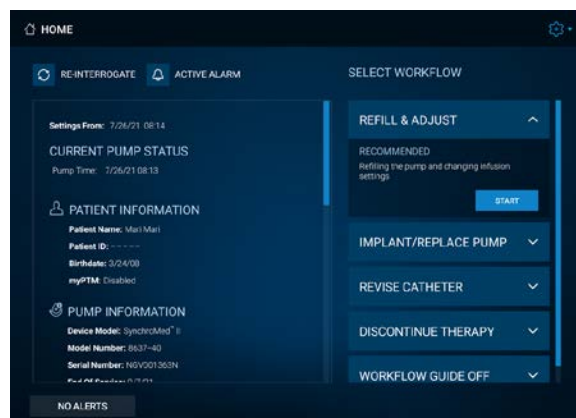 HOME
RE-INTERROGATE
ACTIVE ALARM
SELECT WORKFLOW
Settings From: 7/26/21 08:14
CURRENT PUMP STATUS
Pump Time: 7/26/21 08:13
PATIENT INFORMATION
Patient Name: Mari Mari
Patient ID: - - - - -
Birthdate: 3/24/08
myPTM: Disabled
PUMP INFORMATION
Device Model: SynchroMed® II
Model Number: 8637-40
Serial Number: NGV001363N
REFILL & ADJUST
RECOMMENDED
Refilling the pump and changing infusion
settings
START
IMPLANT/REPLACE PUMP
REVISE CATHETER
DISCONTINUE THERAPY
WORKFLOW GUIDE OFF
NO ALERTS